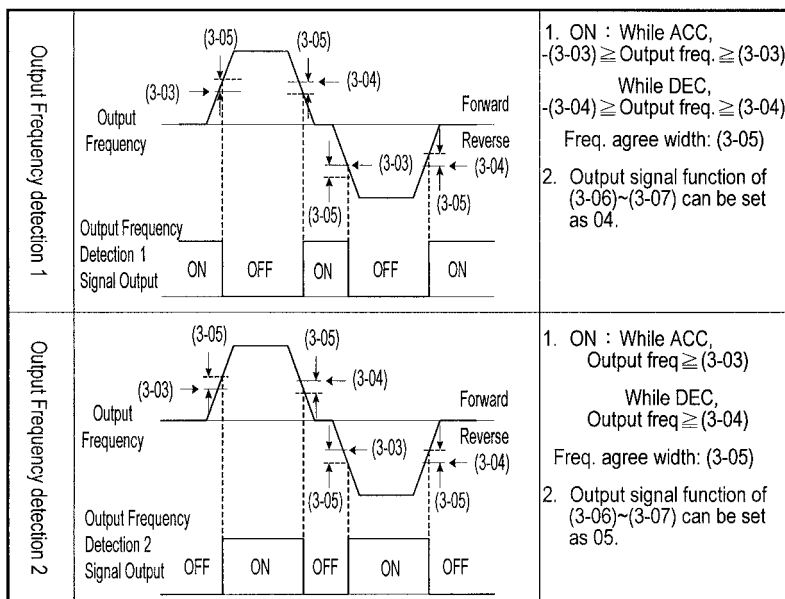 Output Frequency detection 1
(3-05)
(3-05)
(3-03)
(3-04)
Output
Frequency
Forward
Reverse
(3-03)
(3-04)
(3-05)
(3-05)
Output Frequency
Detection 1
Signal Output
ON
OFF
ON
OFF
ON
1. ON : While ACC,
-(3-03)≧Output freq.≧(3-03)
While DEC,
-(3-04)≧Output freq.≧(3-04)
Freq. agree width: (3-05)
2. Output signal function of
(3-06)~(3-07) can be set
as 04.
Output Frequency detection 2
(3-05)
(3-05)
(3-03)
(3-04)
Output
Frequency
Forward
Reverse
(3-03)
(3-04)
(3-05)
(3-05)
Output Frequency
Detection 2
Signal Output
OFF
ON
OFF
ON
OFF
1. ON : While ACC,
Output freq≧(3-03)
While DEC,
Output freq≧(3-04)
Freq. agree width: (3-05)
2. Output signal function of
(3-06)~(3-07) can be set
as 05.